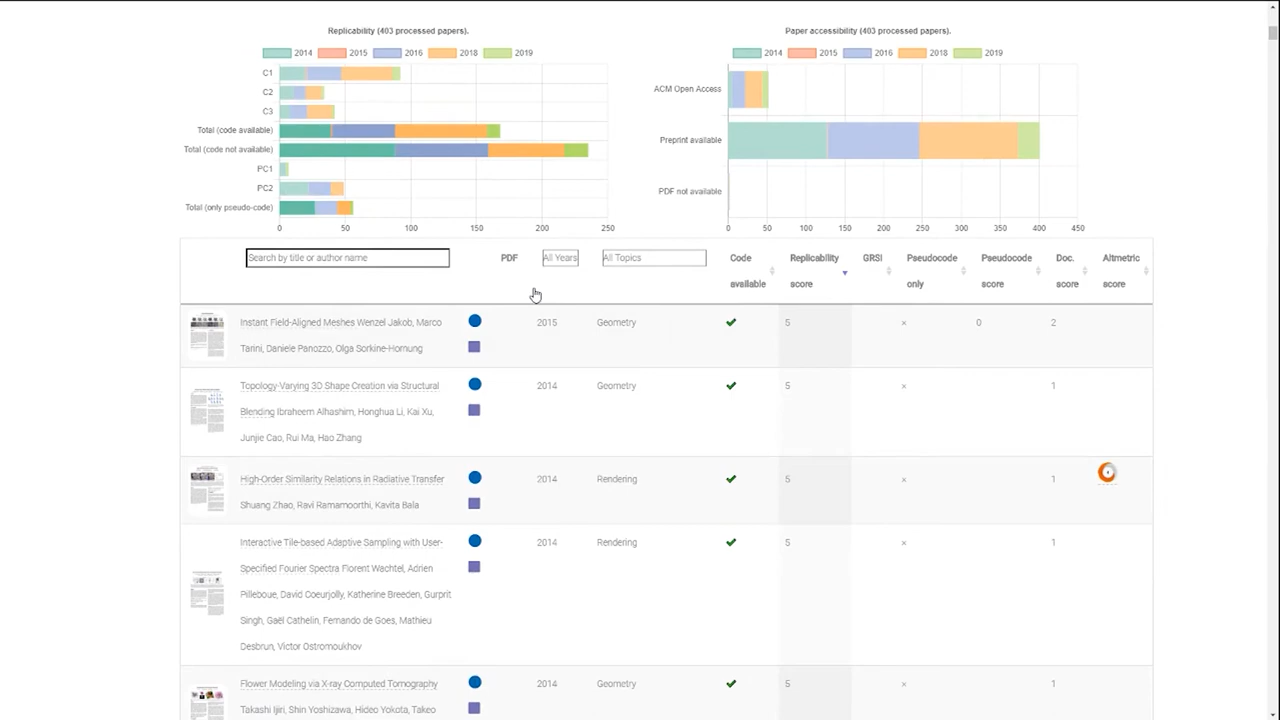 Replicability (403 processed papers).
2014 2015 2016 2018 2019
C1
C2
C3
Total (code available)
Total (code not available)
PC1
PC2
Total (only pseudo-code)
0 50 100 150 200 250
Paper accessibility (403 processed papers).
2014 2015 2016 2018 2019
ACM Open Access
Preprint available
PDF not available
0 50 100 150 200 250 300 350 400 450
Search by title or author name PDF All Years All Topics Code available Replicability score GRSI Pseudocode only Pseudocode score Doc. score Altmetric score
Instant Field-Aligned Meshes Wenzel Jakob, Marco 2015 Geometry 5 × 0 2
Tarini, Daniele Panozzo, Olga Sorkine-Hornung
Topology-Varying 3D Shape Creation via Structural 2014 Geometry 5 × 1
Blending Ibraheem Alhashim, Honghua Li, Kai Xu,
Junjie Cao, Rui Ma, Hao Zhang
High-Order Similarity Relations in Radiative Transfer 2014 Rendering 5 × 1
Shuang Zhao, Ravi Ramamoorthi, Kavita Bala
Interactive Tile-based Adaptive Sampling with User- 2014 Rendering 5 × 1
Specified Fourier Spectra Florent Wachtel, Adrien
Pilleboue, David Coeurjolly, Katherine Breeden, Gurprit
Singh, Gaël Cathelin, Fernando de Goes, Mathieu
Desbrun, Victor Ostromoukhov
Flower Modeling via X-ray Computed Tomography 2014 Geometry 5 × 1
Takashi Ijiri, Shin Yoshizawa, Hideo Yokota, Takeo